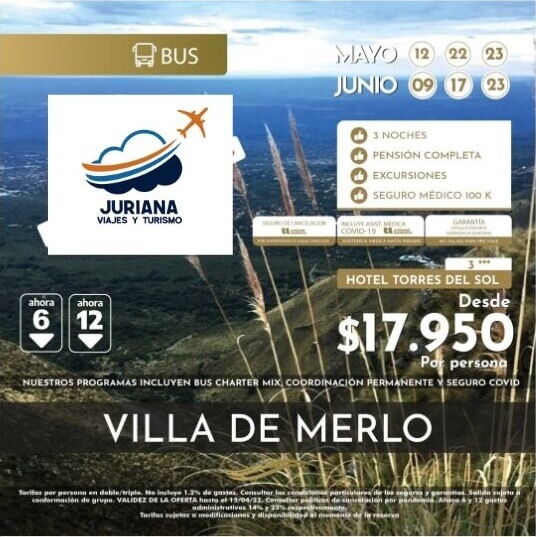 BUS
MAYO 12 22 23
JUNIO 09 17 23
JURIANA
VIAJES Y TURISMO
3 NOCHES
PENSIÓN COMPLETA
EXCURSIONES
SEGURO MÉDICO 100 K
SEGURO DE CANCELACION
INCLUYE ASIST. MÉDICA
COVID-19
GARANTÍA
3 ***
HOTEL TORRES DEL SOL
Desde
$17.950
Por persona
ahora
6
ahora
12
NUESTROS PROGRAMAS INCLUYEN BUS CHARTER MIX, COORDINACIÓN PERMANENTE Y SEGURO COVID
VILLA DE MERLO
Tarifas por persona en doble/triple. No incluye 1.2% de gastos. Consultar las condiciones particulares de los seguros y garantias. Salida sujeta a
conformación de grupo. VALIDEZ DE LA OFERTA hasta el 15/04/22. Consultar políticas de cancelación por pandemia. Ahora 6 y 12 gastos
administrativos 14% y 23% respectivamente.
Tarifas sujetas a modificaciones y disponibilidad al momento de la reserva